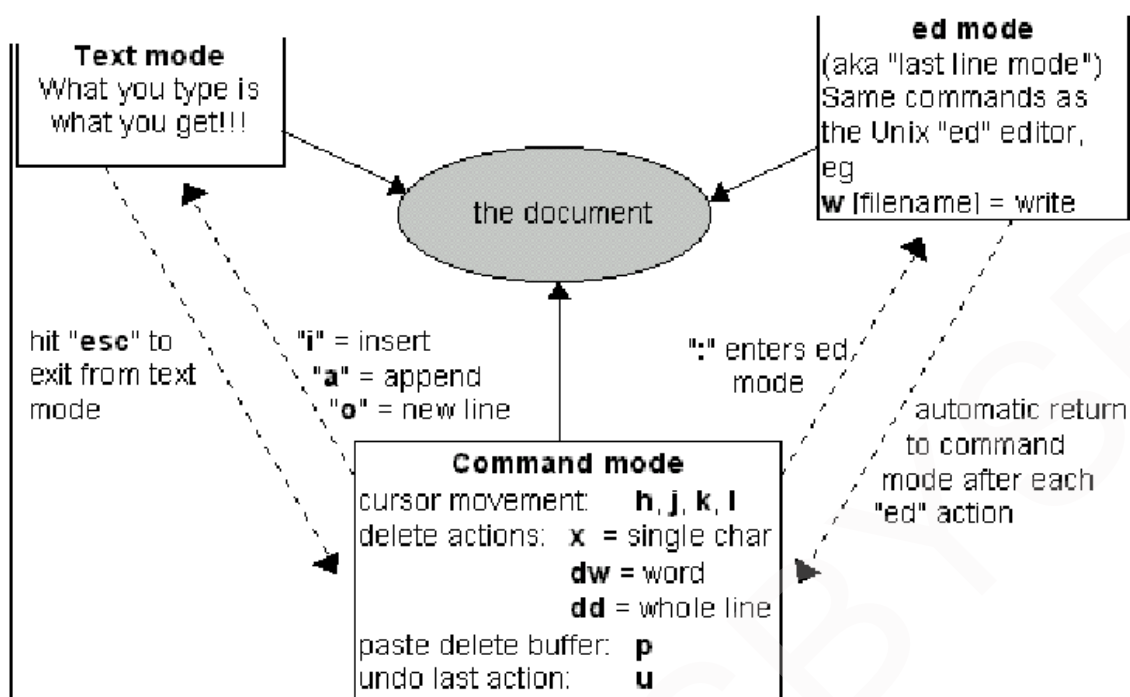 Text mode
What you type is
what you get!!!
ed mode
(aka "last line mode")
Same commands as
the Unix "ed" editor,
eg
w [filename] = write
the document
hit "esc" to
exit from text
mode
"i" = insert
"a" = append
"o" = new line
":" enters ed
mode
automatic return
to command
mode after each
"ed" action
Command mode
cursor movement: h, j, k, l
delete actions: x = single char
dw = word
dd = whole line
paste delete buffer: p
undo last action: u